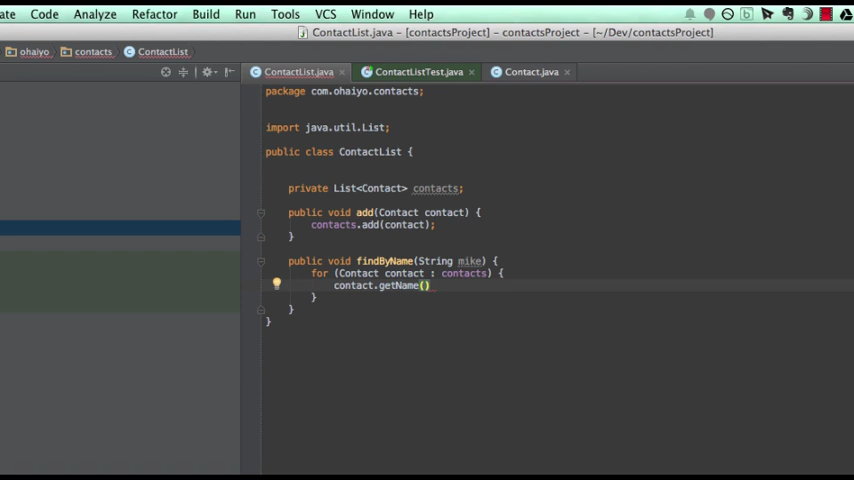 ate Code Analyze Refactor Build Run Tools VCS Window Help
ContactList.java - [contactsProject] - contactsProject - [~/Dev/contactsProject]
ohaiyo contacts ContactList
ContactList.java ContactListTest.java Contact.java
package com.ohaiyo.contacts;
import java.util.List;
public class ContactList {
private List<Contact> contacts;
public void add(Contact contact) {
contacts.add(contact);
}
public void findByName(String mike) {
for (Contact contact : contacts) {
contact.getName()
}
}
}